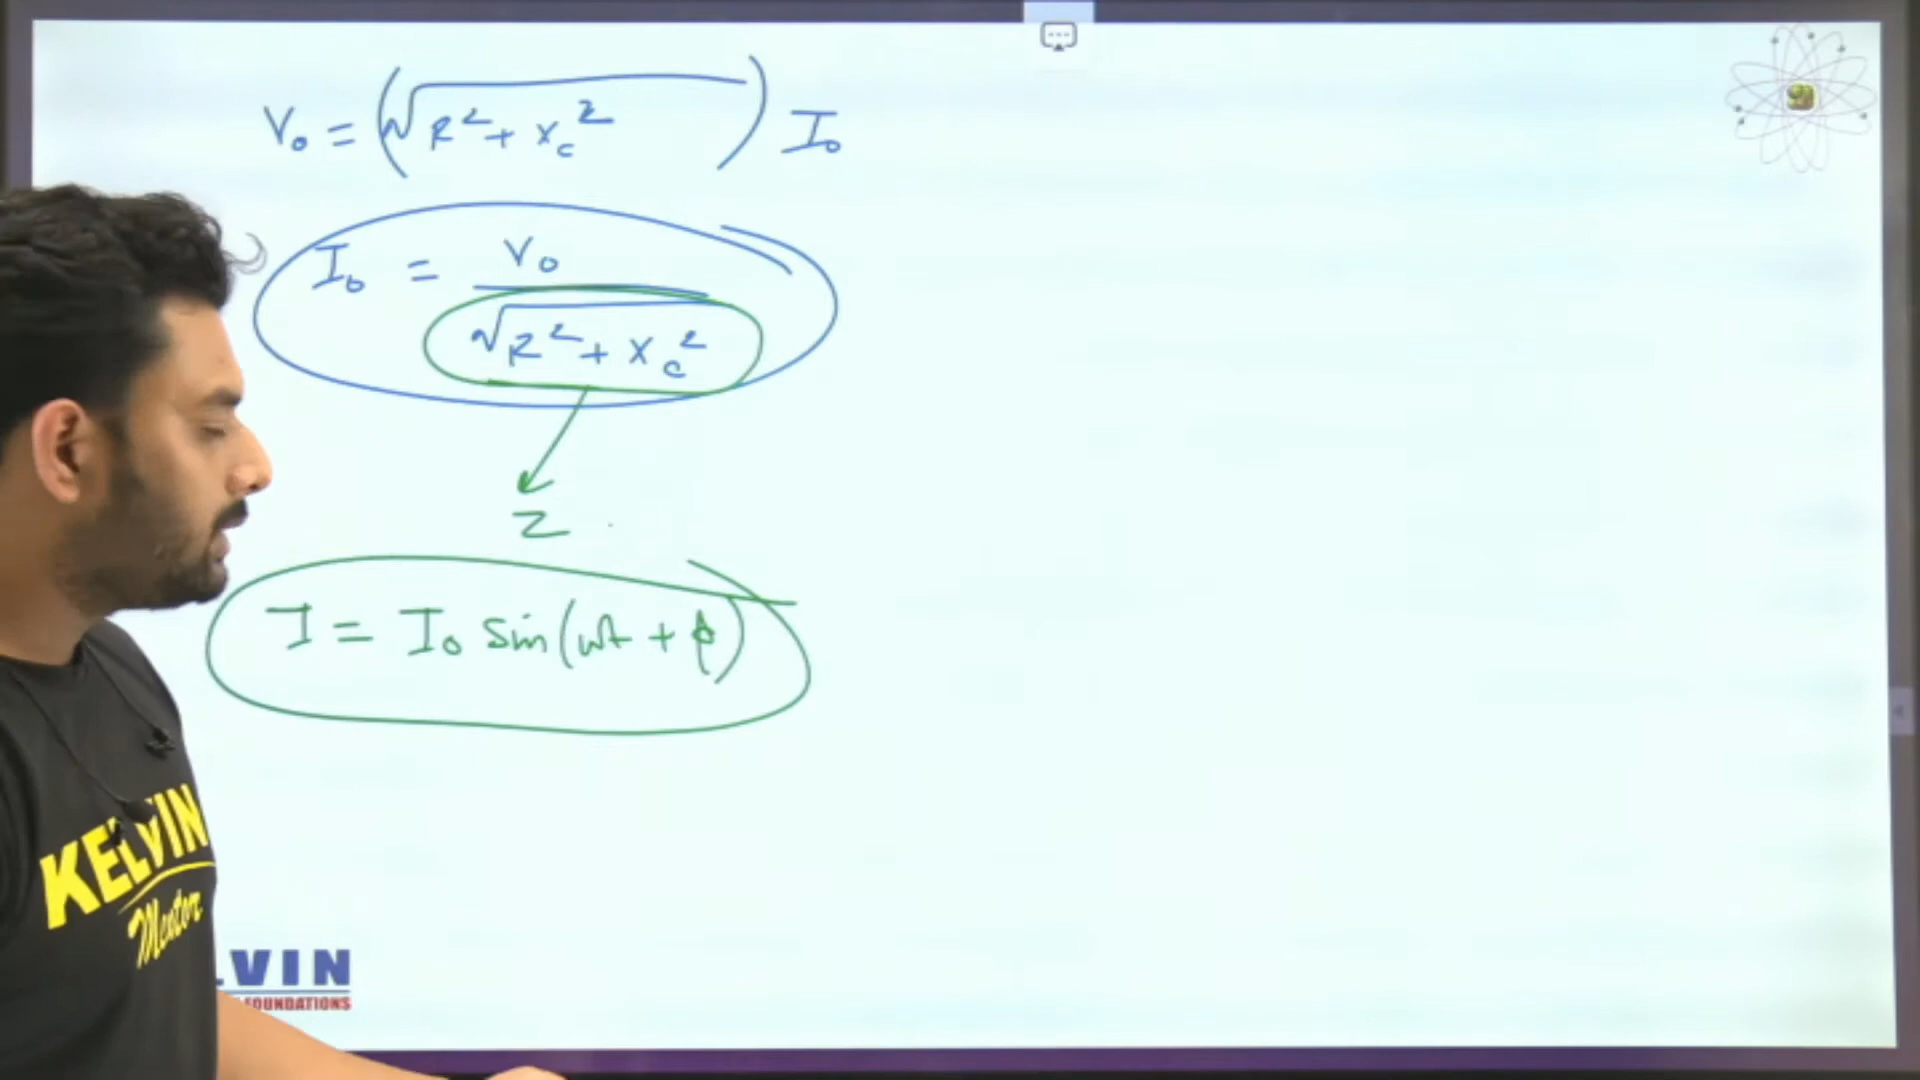 V₀ = (√R² + x_c²) I₀
I₀ = V₀ / √R² + X_c²
Z
I = I₀ sin(ωt + ϕ)
KELVIN
Mentor
LVIN
FOUNDATIONS